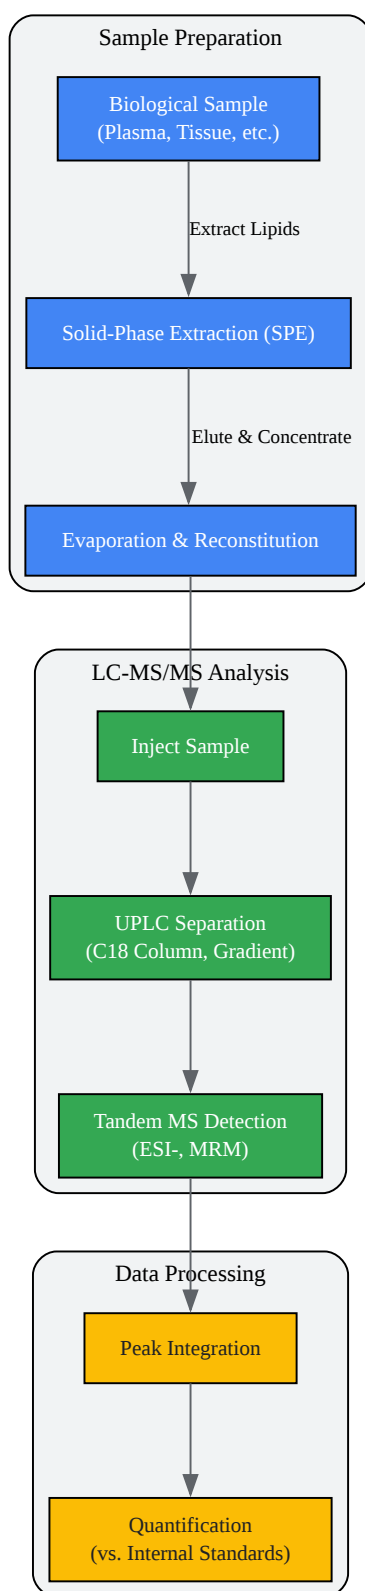 Sample Preparation
Biological Sample
(Plasma, Tissue, etc.)
Extract Lipids
Solid-Phase Extraction (SPE)
Elute & Concentrate
Evaporation & Reconstitution
LC-MS/MS Analysis
Inject Sample
UPLC Separation
(C18 Column, Gradient)
Tandem MS Detection
(ESI-, MRM)
Data Processing
Peak Integration
Quantification
(vs. Internal Standards)